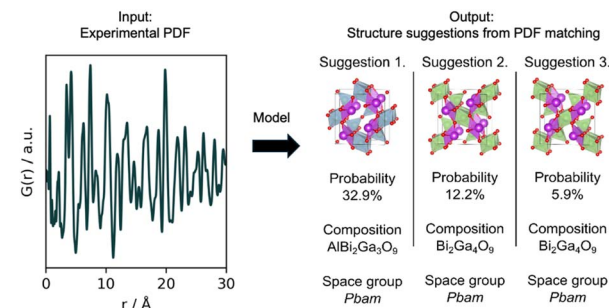 Input:
Experimental PDF
Output:
Structure suggestions from PDF matching
G(r) / a.u.
0 10 20 30
r / Å
Model
Suggestion 1. Suggestion 2. Suggestion 3.
Probability Probability Probability
32.9% 12.2% 5.9%
Composition Composition Composition
AlBi₂Ga₃O₉ Bi₂Ga₄O₉ Bi₂Ga₄O₉
Space group Space group Space group
Pbam Pbam Pbam